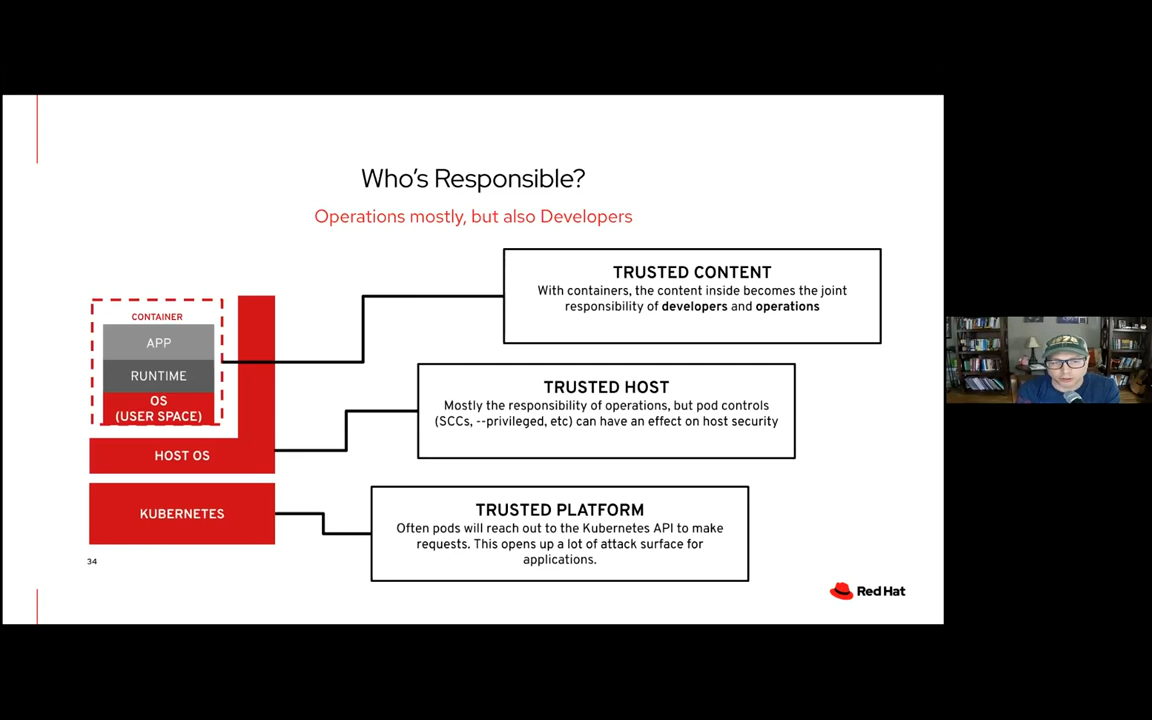 Who's Responsible?
Operations mostly, but also Developers
CONTAINER
APP
RUNTIME
OS
(USER SPACE)
HOST OS
KUBERNETES
TRUSTED CONTENT
With containers, the content inside becomes the joint
responsibility of developers and operations
TRUSTED HOST
Mostly the responsibility of operations, but pod controls
(SCCs, --privileged, etc) can have an effect on host security
TRUSTED PLATFORM
Often pods will reach out to the Kubernetes API to make
requests. This opens up a lot of attack surface for
applications.
34
Red Hat